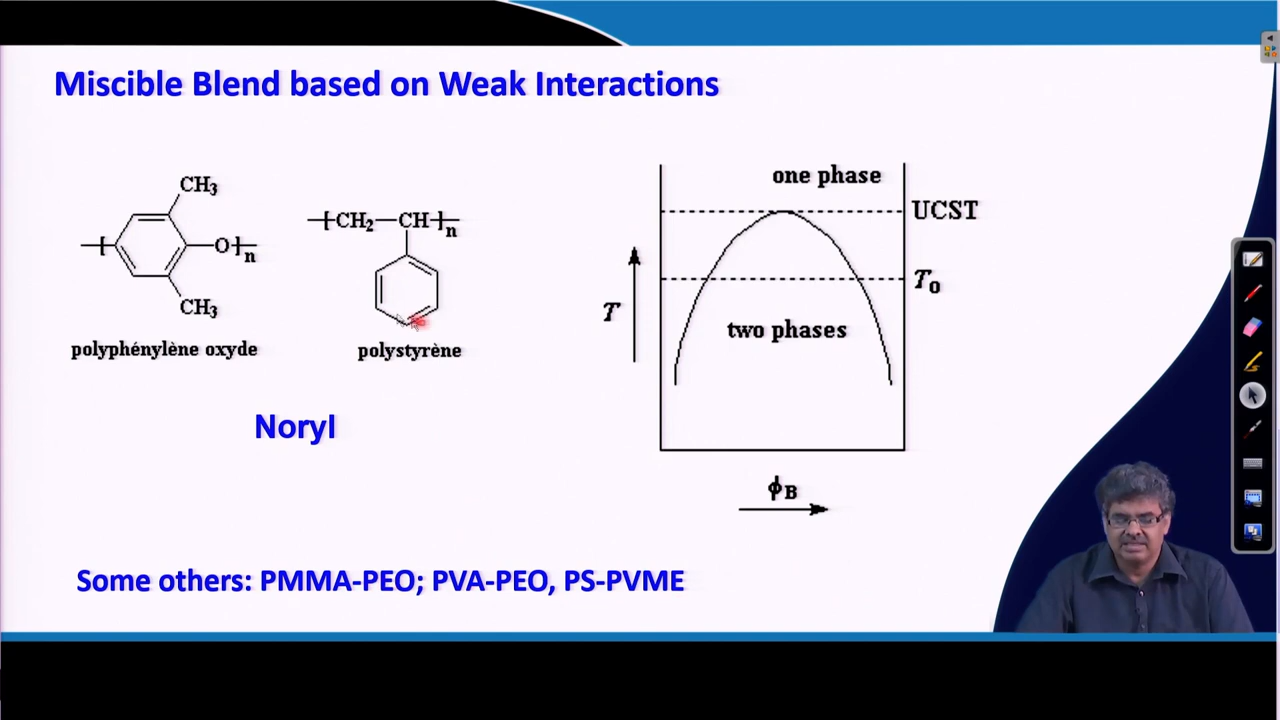 Miscible Blend based on Weak Interactions
CH3
O
n
CH3
polyphénylène oxyde
CH2
CH
n
polystyrène
Noryl
one phase
UCST
To
T
two phases
ϕB
Some others: PMMA-PEO; PVA-PEO, PS-PVME